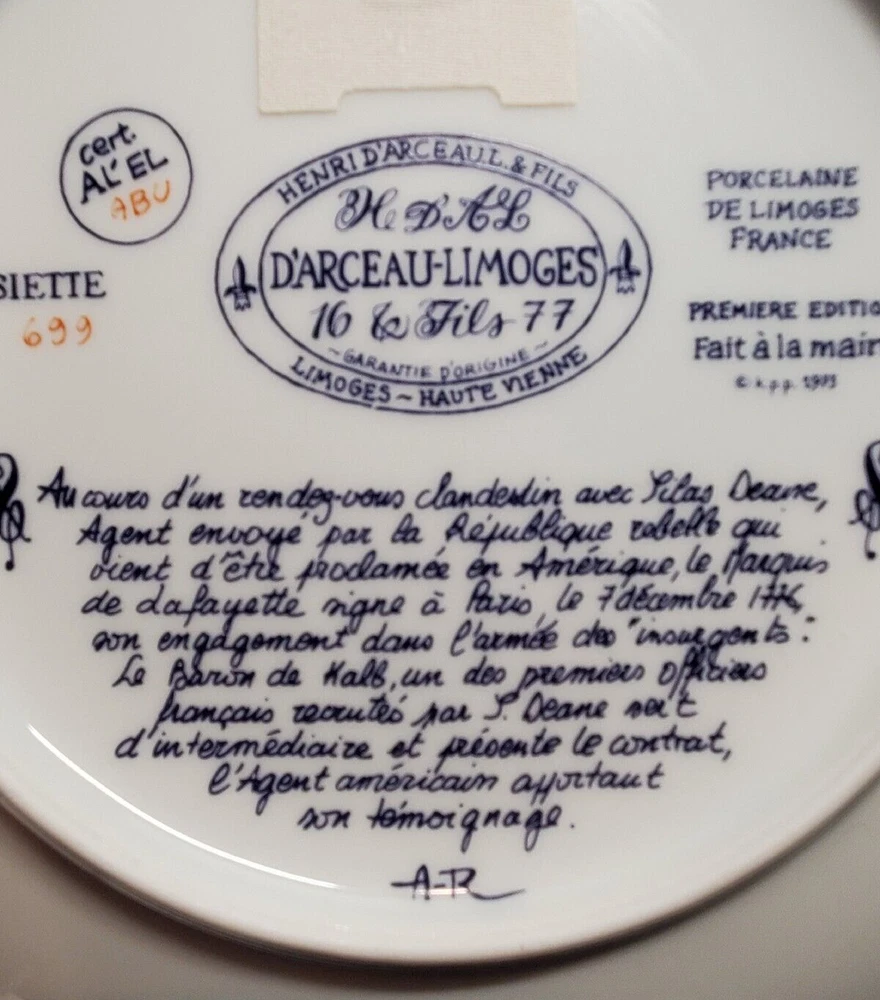 cert.
AL'EL
ABU
SIETTE
699
HENRI D'ARCEAU L. & FILS
H D'AL
D'ARCEAU-LIMOGES
16 & Fils 77
~GARANTIE D'ORIGINE~
LIMOGES ~ HAUTE VIENNE
PORCELAINE
DE LIMOGES
FRANCE
PREMIERE EDITIO
Fait à la main
Au cours d'un rendez-vous clandestin avec Silas Deane,
Agent envoyé par la République rebelle qui
vient d'être proclamée en Amérique, le Marquis
de Lafayette signe à Paris, le 7 décembre 1776,
son engagement dans l'armée des "insurgents":
Le Baron de Kalb, un des premiers officiers
français recrutés par S. Deane sert
d'intermédiaire et présente le contrat,
l'Agent américain apportant
son témoignage.
A-R